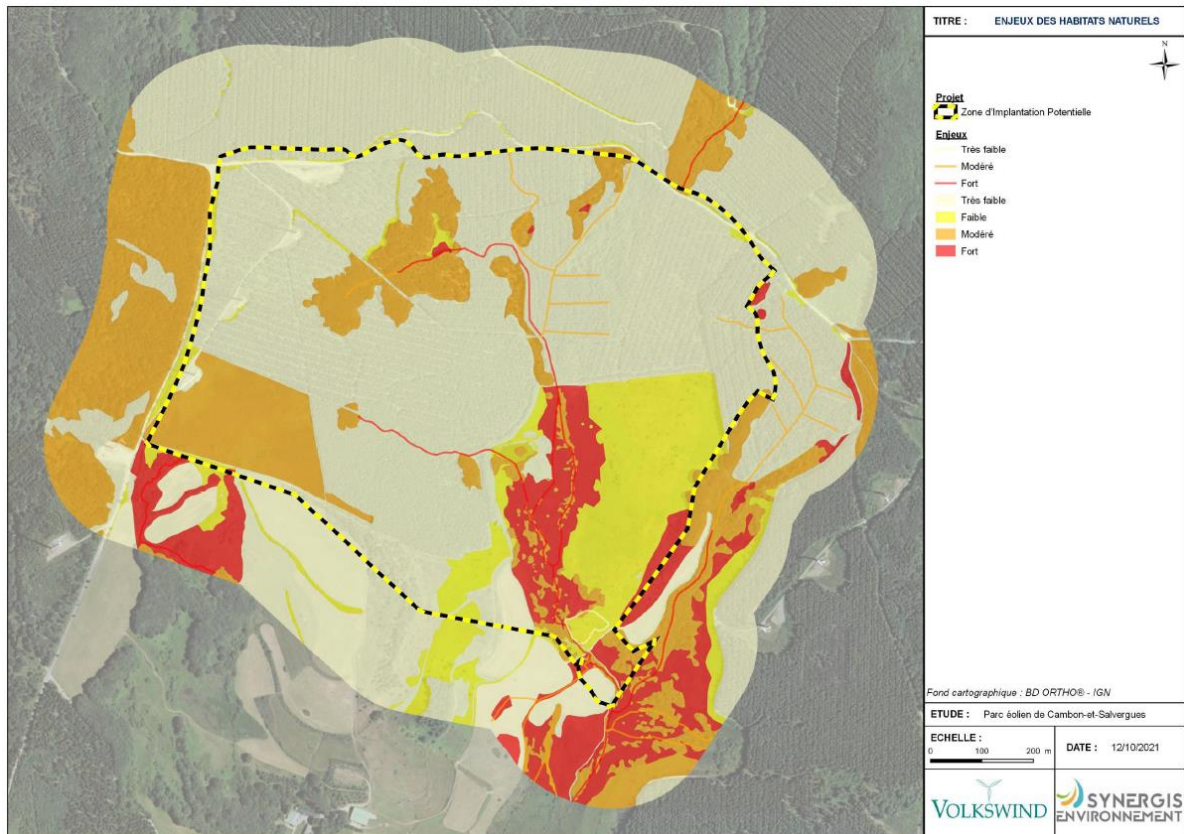 TITRE : ENJEUX DES HABITATS NATURELS
N
Projet
Zone d'Implantation Potentielle
Enjeux
Très faible
Modéré
Fort
Très faible
Faible
Modéré
Fort
Fond cartographique : BD ORTHO® - IGN
ETUDE : Parc éolien de Cambon-et-Salvergues
ECHELLE :
0 100 200 m
DATE : 12/10/2021
VOLKSWIND
SYNERGIS
ENVIRONNEMENT